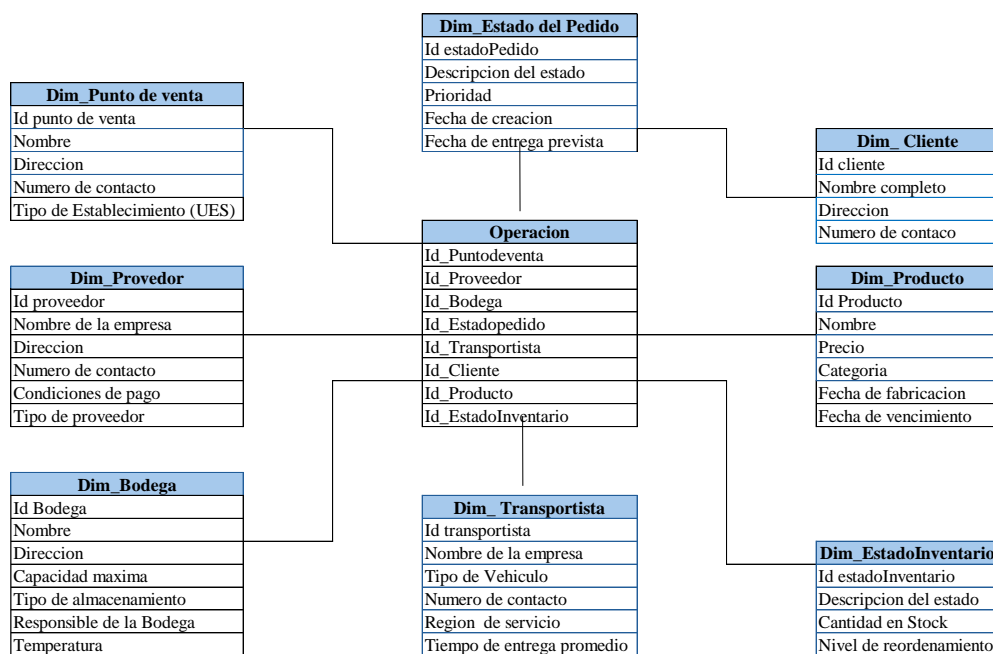 Dim_Estado del Pedido
Id estadoPedido
Descripcion del estado
Prioridad
Fecha de creacion
Fecha de entrega prevista
Dim_Punto de venta
Id punto de venta
Nombre
Direccion
Numero de contacto
Tipo de Establecimiento (UES)
Dim_ Cliente
Id cliente
Nombre completo
Direccion
Numero de contaco
Operacion
Id_Puntodeventa
Id_Proveedor
Id_Bodega
Id_Estadopedido
Id_Transportista
Id_Cliente
Id_Producto
Id_EstadoInventario
Dim_Provedor
Id proveedor
Nombre de la empresa
Direccion
Numero de contacto
Condiciones de pago
Tipo de proveedor
Dim_Producto
Id Producto
Nombre
Precio
Categoria
Fecha de fabricacion
Fecha de vencimiento
Dim_Bodega
Id Bodega
Nombre
Direccion
Capacidad maxima
Tipo de almacenamiento
Responsible de la Bodega
Temperatura
Dim_ Transportista
Id transportista
Nombre de la empresa
Tipo de Vehiculo
Numero de contacto
Region  de servicio
Tiempo de entrega promedio
Dim_EstadoInventario
Id estadoInventario
Descripcion del estado
Cantidad en Stock
Nivel de reordenamiento